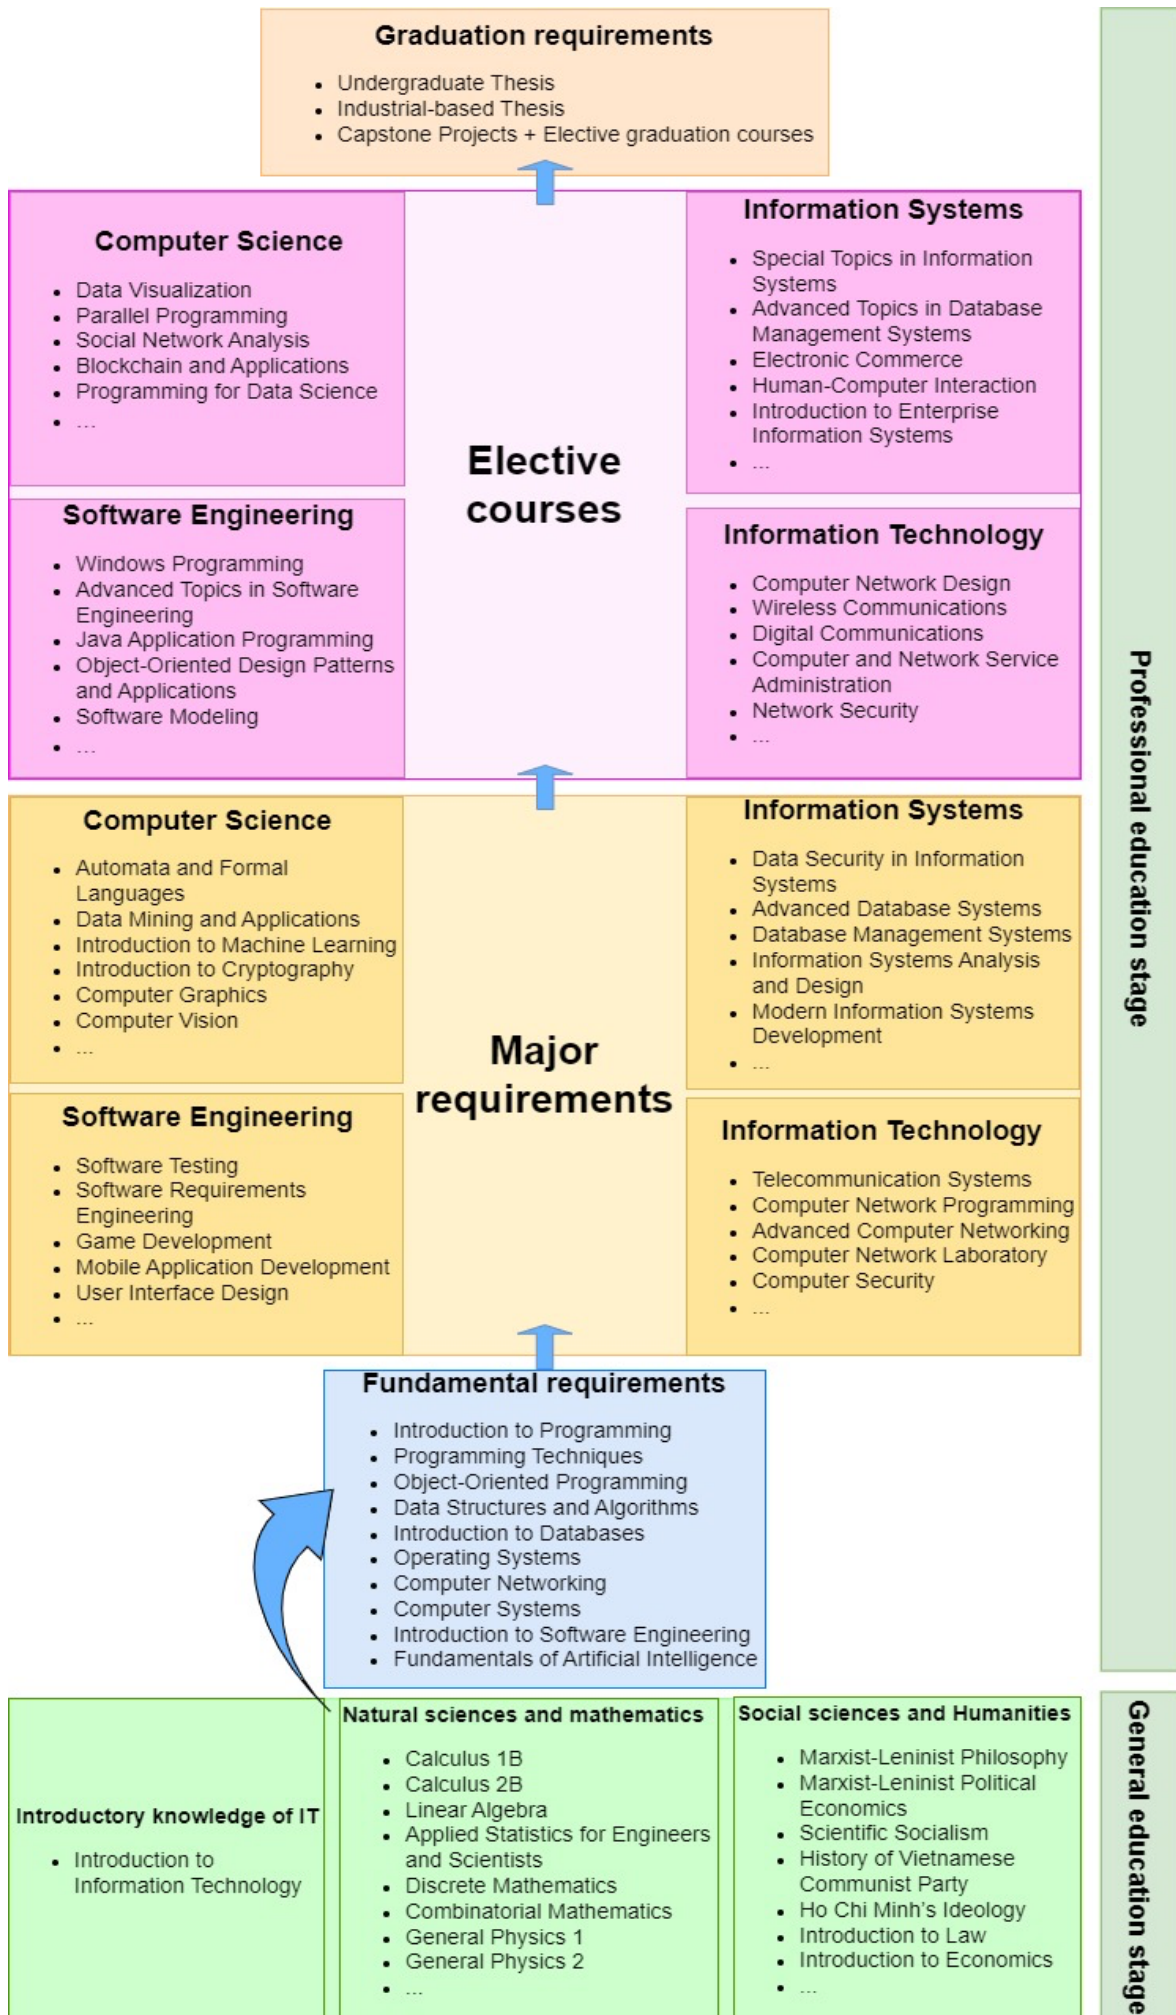 Graduation requirements
• Undergraduate Thesis
• Industrial-based Thesis
• Capstone Projects + Elective graduation courses
Computer Science
• Data Visualization
• Parallel Programming
• Social Network Analysis
• Blockchain and Applications
• Programming for Data Science
• ...
Software Engineering
• Windows Programming
• Advanced Topics in Software
Engineering
• Java Application Programming
• Object-Oriented Design Patterns
and Applications
• Software Modeling
• ...
Elective
courses
Information Systems
• Special Topics in Information
Systems
• Advanced Topics in Database
Management Systems
• Electronic Commerce
• Human-Computer Interaction
• Introduction to Enterprise
Information Systems
• ...
Information Technology
• Computer Network Design
• Wireless Communications
• Digital Communications
• Computer and Network Service
Administration
• Network Security
• ...
Computer Science
• Automata and Formal
Languages
• Data Mining and Applications
• Introduction to Machine Learning
• Introduction to Cryptography
• Computer Graphics
• Computer Vision
• ...
Software Engineering
• Software Testing
• Software Requirements
Engineering
• Game Development
• Mobile Application Development
• User Interface Design
• ...
Major
requirements
Information Systems
• Data Security in Information
Systems
• Advanced Database Systems
• Database Management Systems
• Information Systems Analysis
and Design
• Modern Information Systems
Development
• ...
Information Technology
• Telecommunication Systems
• Computer Network Programming
• Advanced Computer Networking
• Computer Network Laboratory
• Computer Security
• ...
Fundamental requirements
• Introduction to Programming
• Programming Techniques
• Object-Oriented Programming
• Data Structures and Algorithms
• Introduction to Databases
• Operating Systems
• Computer Networking
• Computer Systems
• Introduction to Software Engineering
• Fundamentals of Artificial Intelligence
Professional education stage
Introductory knowledge of IT
• Introduction to
Information Technology
Natural sciences and mathematics
• Calculus 1B
• Calculus 2B
• Linear Algebra
• Applied Statistics for Engineers
and Scientists
• Discrete Mathematics
• Combinatorial Mathematics
• General Physics 1
• General Physics 2
• ...
Social sciences and Humanities
• Marxist-Leninist Philosophy
• Marxist-Leninist Political
Economics
• Scientific Socialism
• History of Vietnamese
Communist Party
• Ho Chi Minh's Ideology
• Introduction to Law
• Introduction to Economics
• ...
General education stage